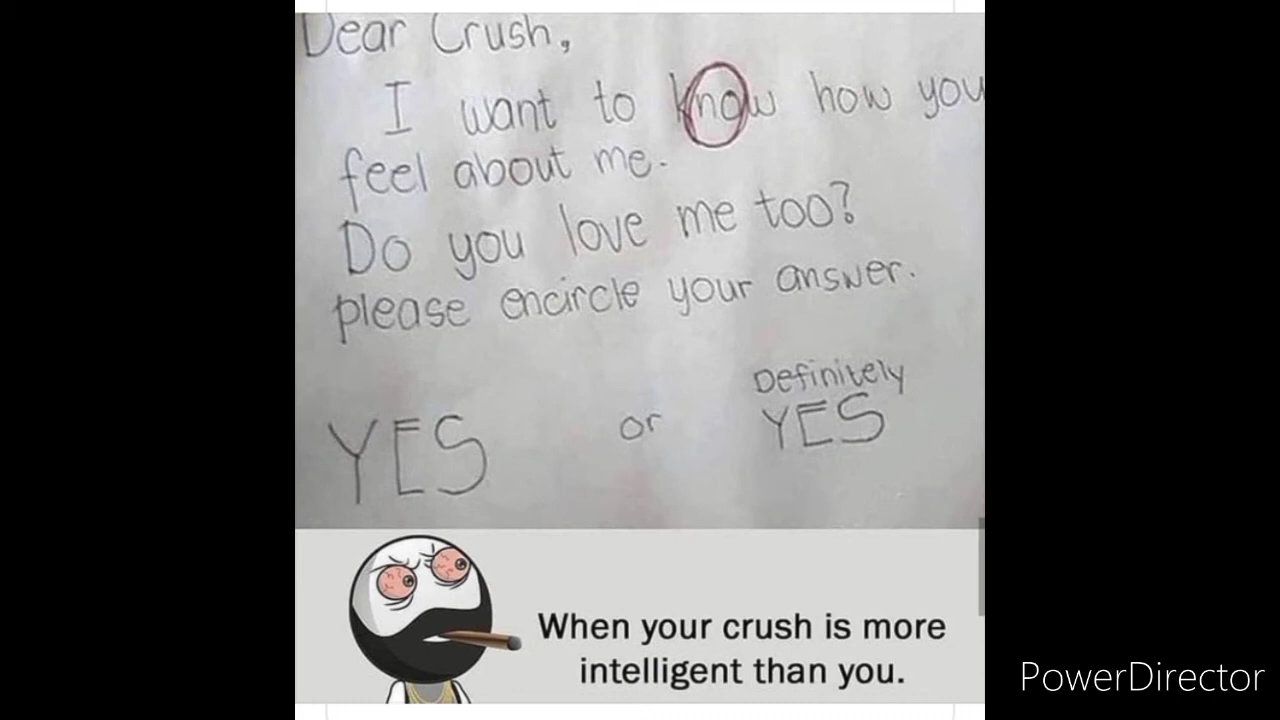 Dear Crush,
I want to know how you
feel about me.
Do you love me too?
please encircle your answer.
Definitely
YES or YES
When your crush is more
intelligent than you.
PowerDirector